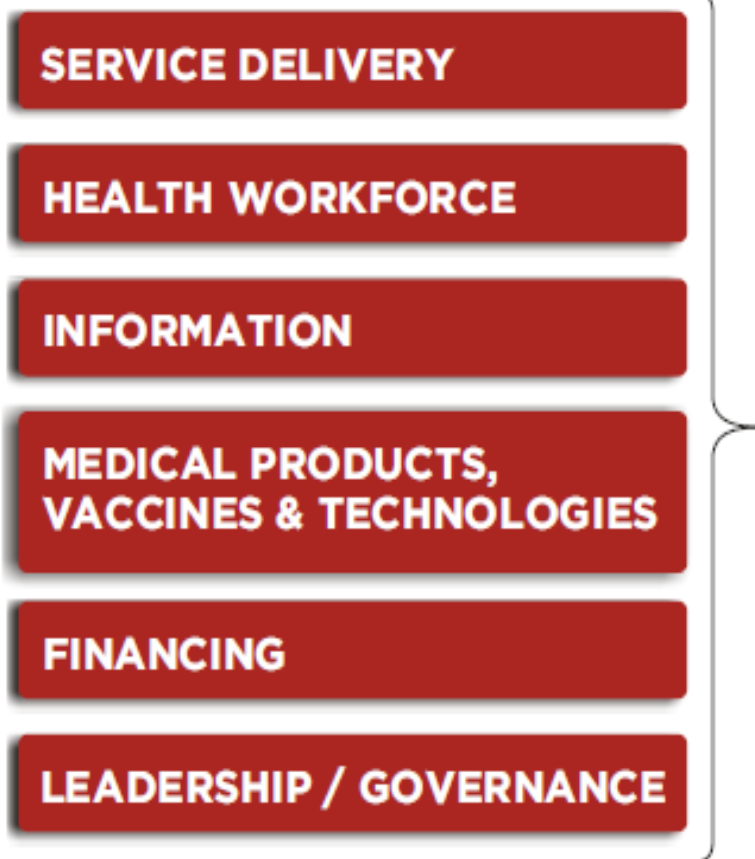 SERVICE DELIVERY
HEALTH WORKFORCE
INFORMATION
MEDICAL PRODUCTS,
VACCINES & TECHNOLOGIES
FINANCING
LEADERSHIP / GOVERNANCE